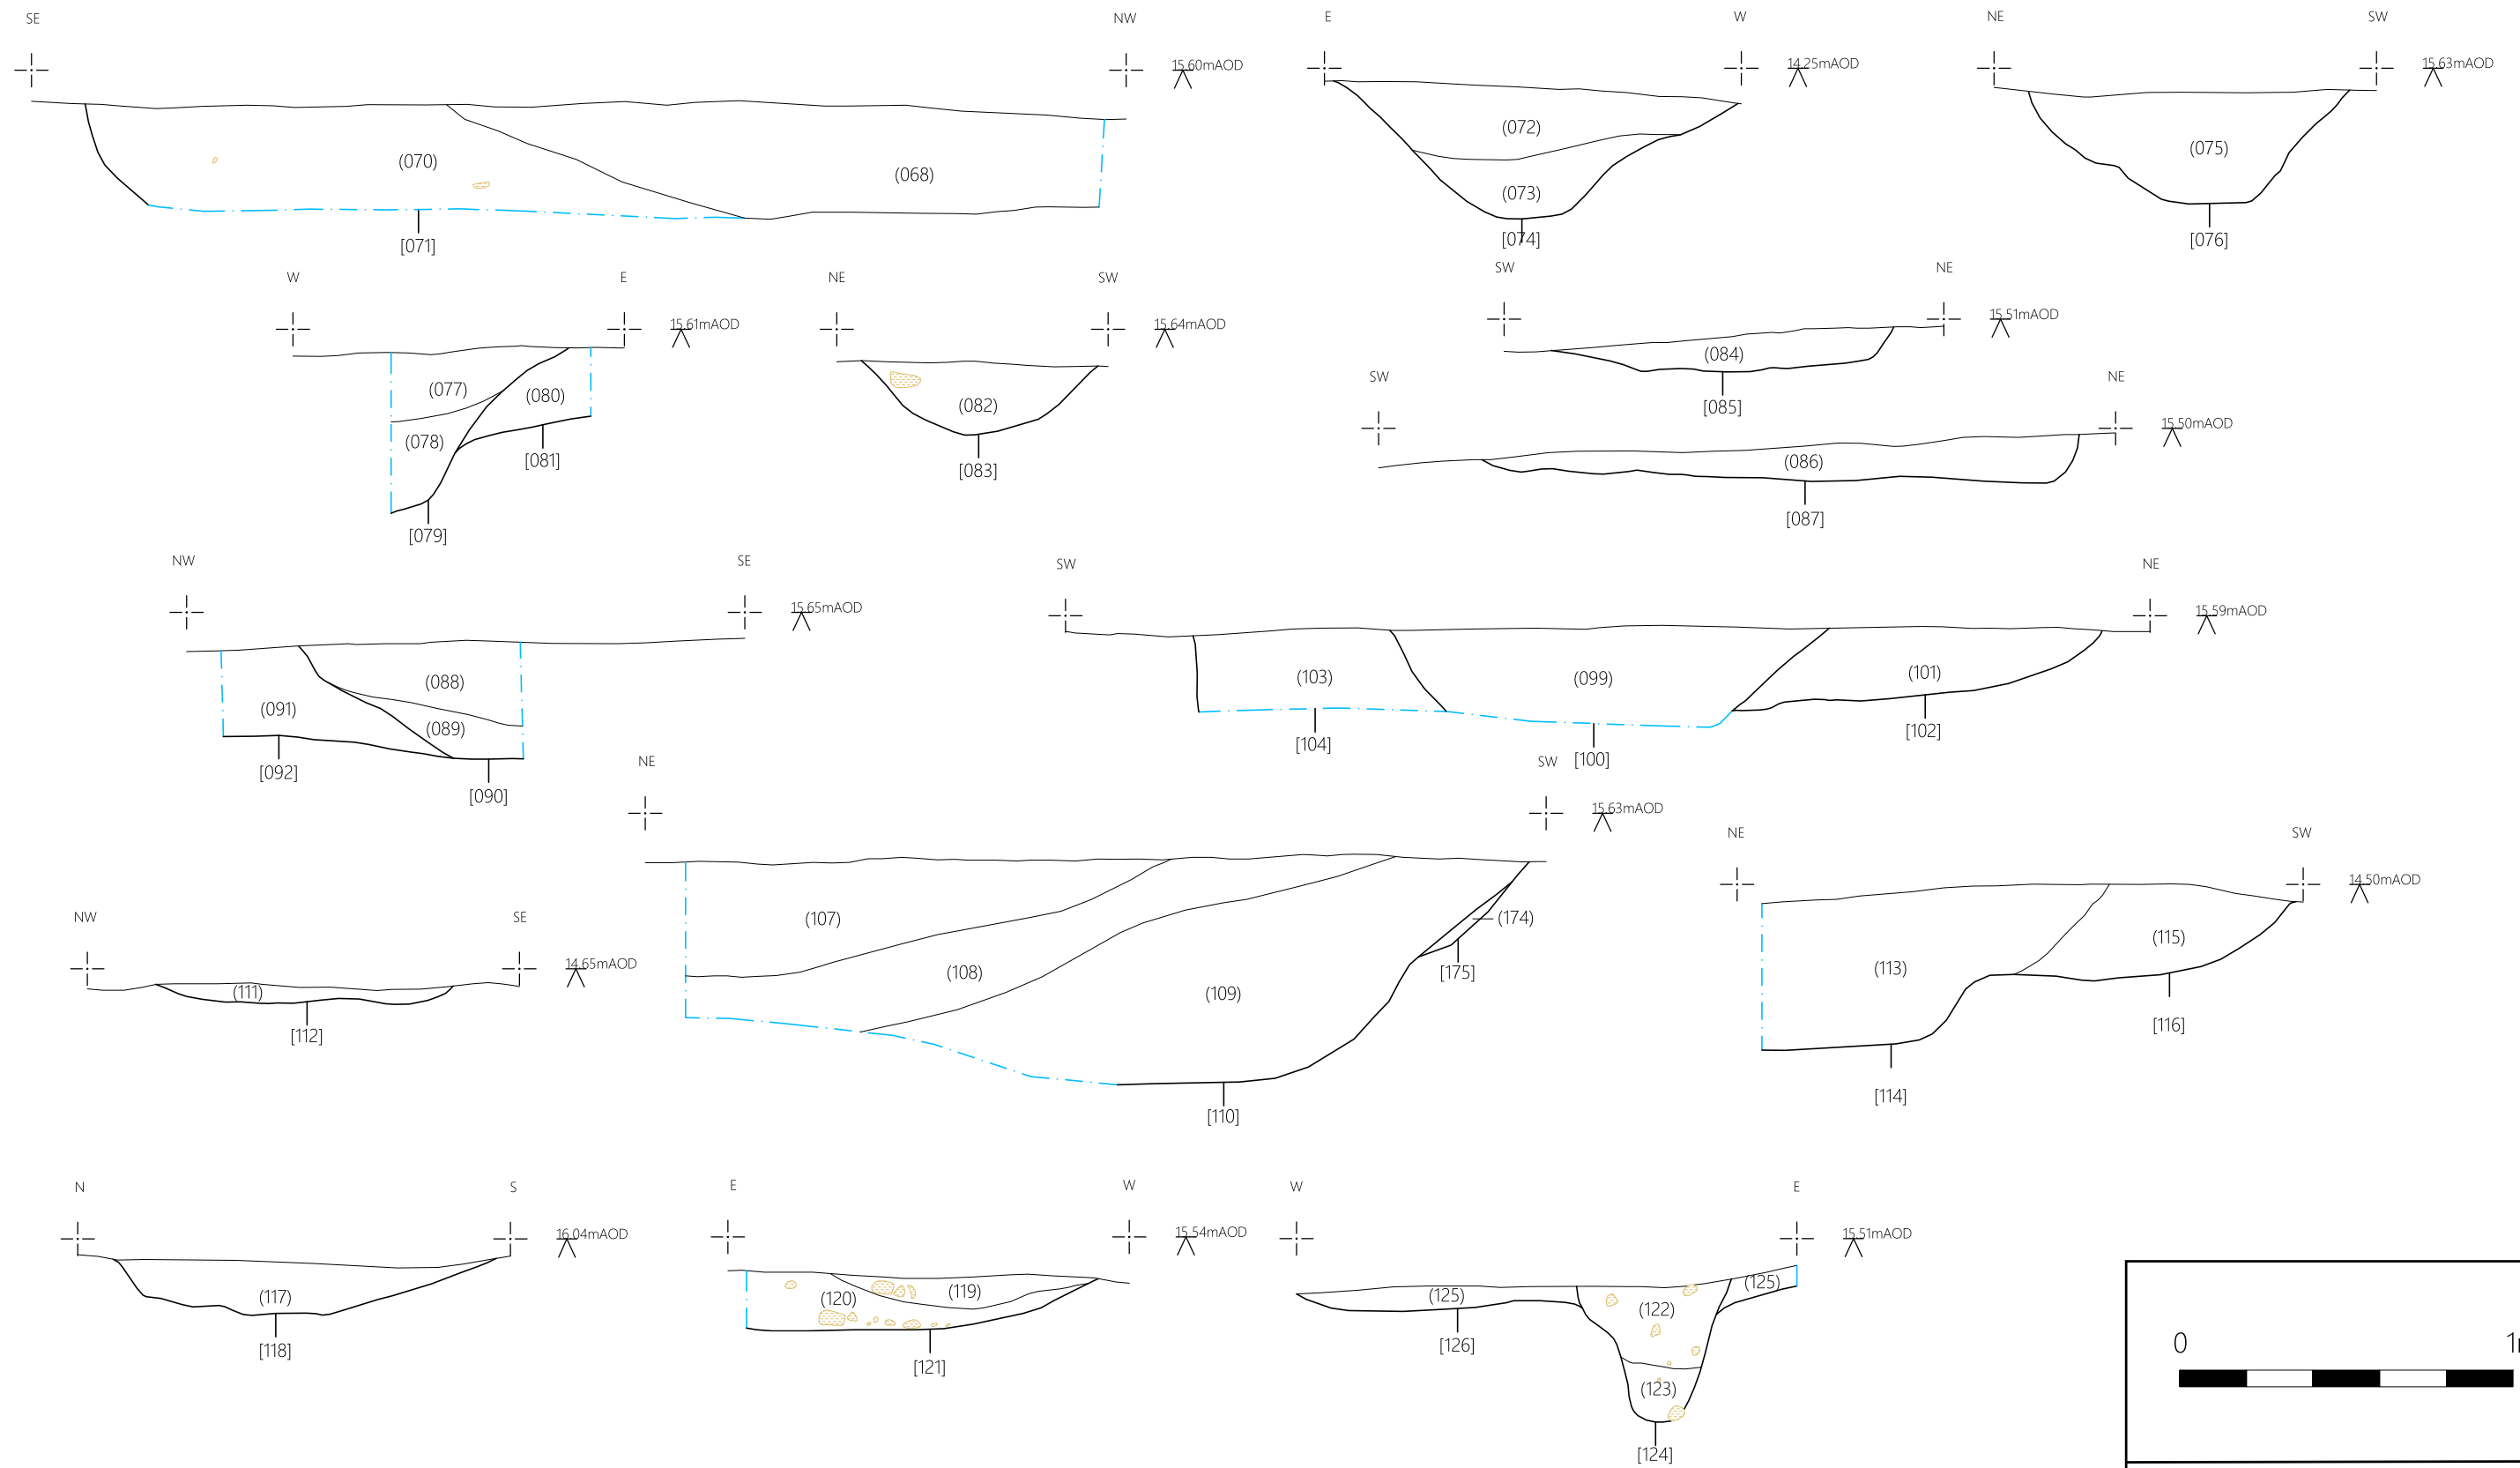 SE NW
15.60mAOD
(070)
(068)
[071]
E W
14.25mAOD
(072)
(073)
[074]
NE SW
15.63mAOD
(075)
[076]
W E
15.61mAOD
(077)
(080)
(078)
[081]
[079]
NE SW
15.64mAOD
(082)
[083]
SW NE
15.51mAOD
(084)
[085]
SW NE
15.50mAOD
(086)
[087]
NW SE
15.65mAOD
(088)
(091)
(089)
[092]
[090]
SW NE
15.59mAOD
(103)
(099)
(101)
[104]
[100]
[102]
NE SW
15.63mAOD
(107)
(174)
(108)
(109)
[175]
[110]
NE SW
14.50mAOD
(115)
(113)
[116]
[114]
NW SE
14.65mAOD
(111)
[112]
N S
16.04mAOD
(117)
[118]
E W
15.54mAOD
(120)
(119)
[121]
W E
15.51mAOD
(125)
(125)
(122)
[126]
(123)
[124]
0